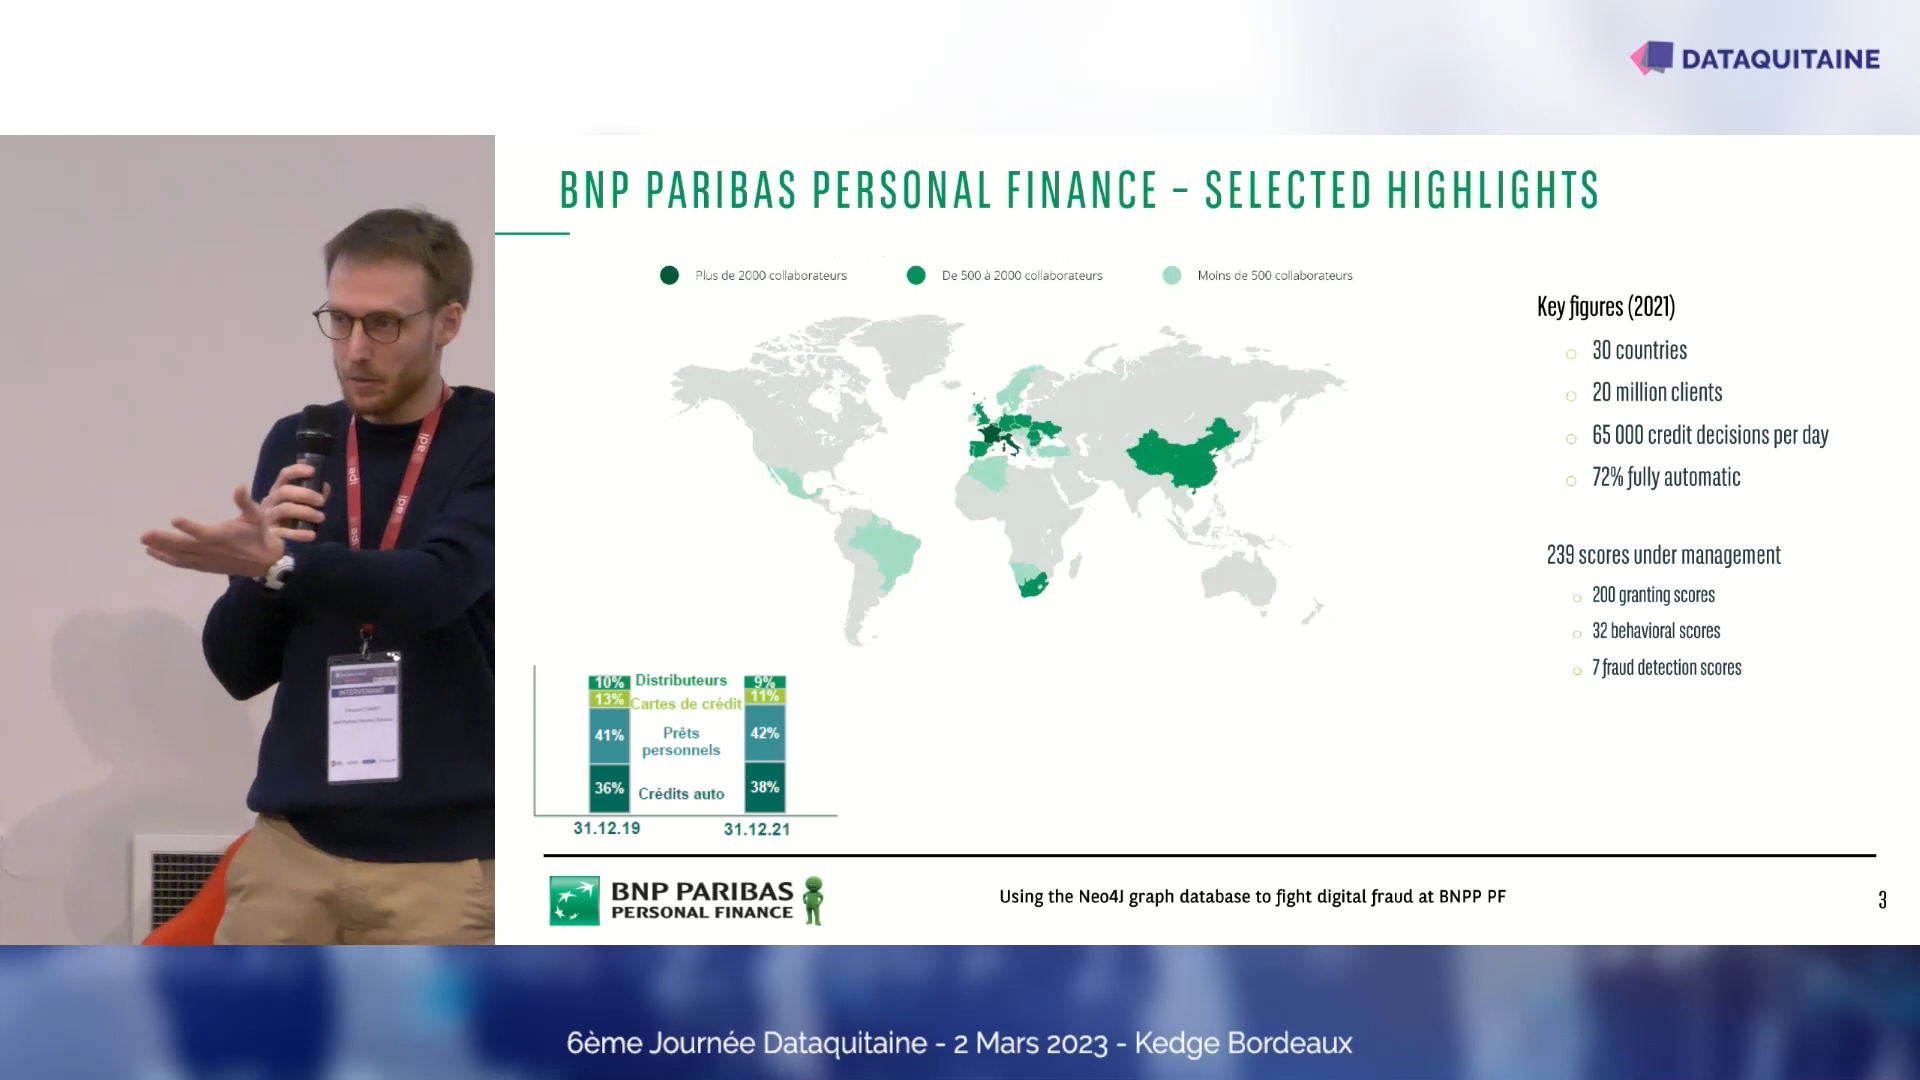 DATAQUITAINE
BNP PARIBAS PERSONAL FINANCE – SELECTED HIGHLIGHTS
Plus de 2000 collaborateurs
De 500 à 2000 collaborateurs
Moins de 500 collaborateurs
Key figures (2021)
30 countries
20 million clients
65 000 credit decisions per day
72% fully automatic
239 scores under management
200 granting scores
32 behavioral scores
7 fraud detection scores
adi
adi
adi
adi
INTERVENANT
10% Distributeurs 9%
13% Cartes de crédit 11%
41% Prêts personnels 42%
36% Crédits auto 38%
31.12.19 31.12.21
BNP PARIBAS
PERSONAL FINANCE
Using the Neo4J graph database to fight digital fraud at BNPP PF
3
6ème Journée Dataquitaine - 2 Mars 2023 - Kedge Bordeaux